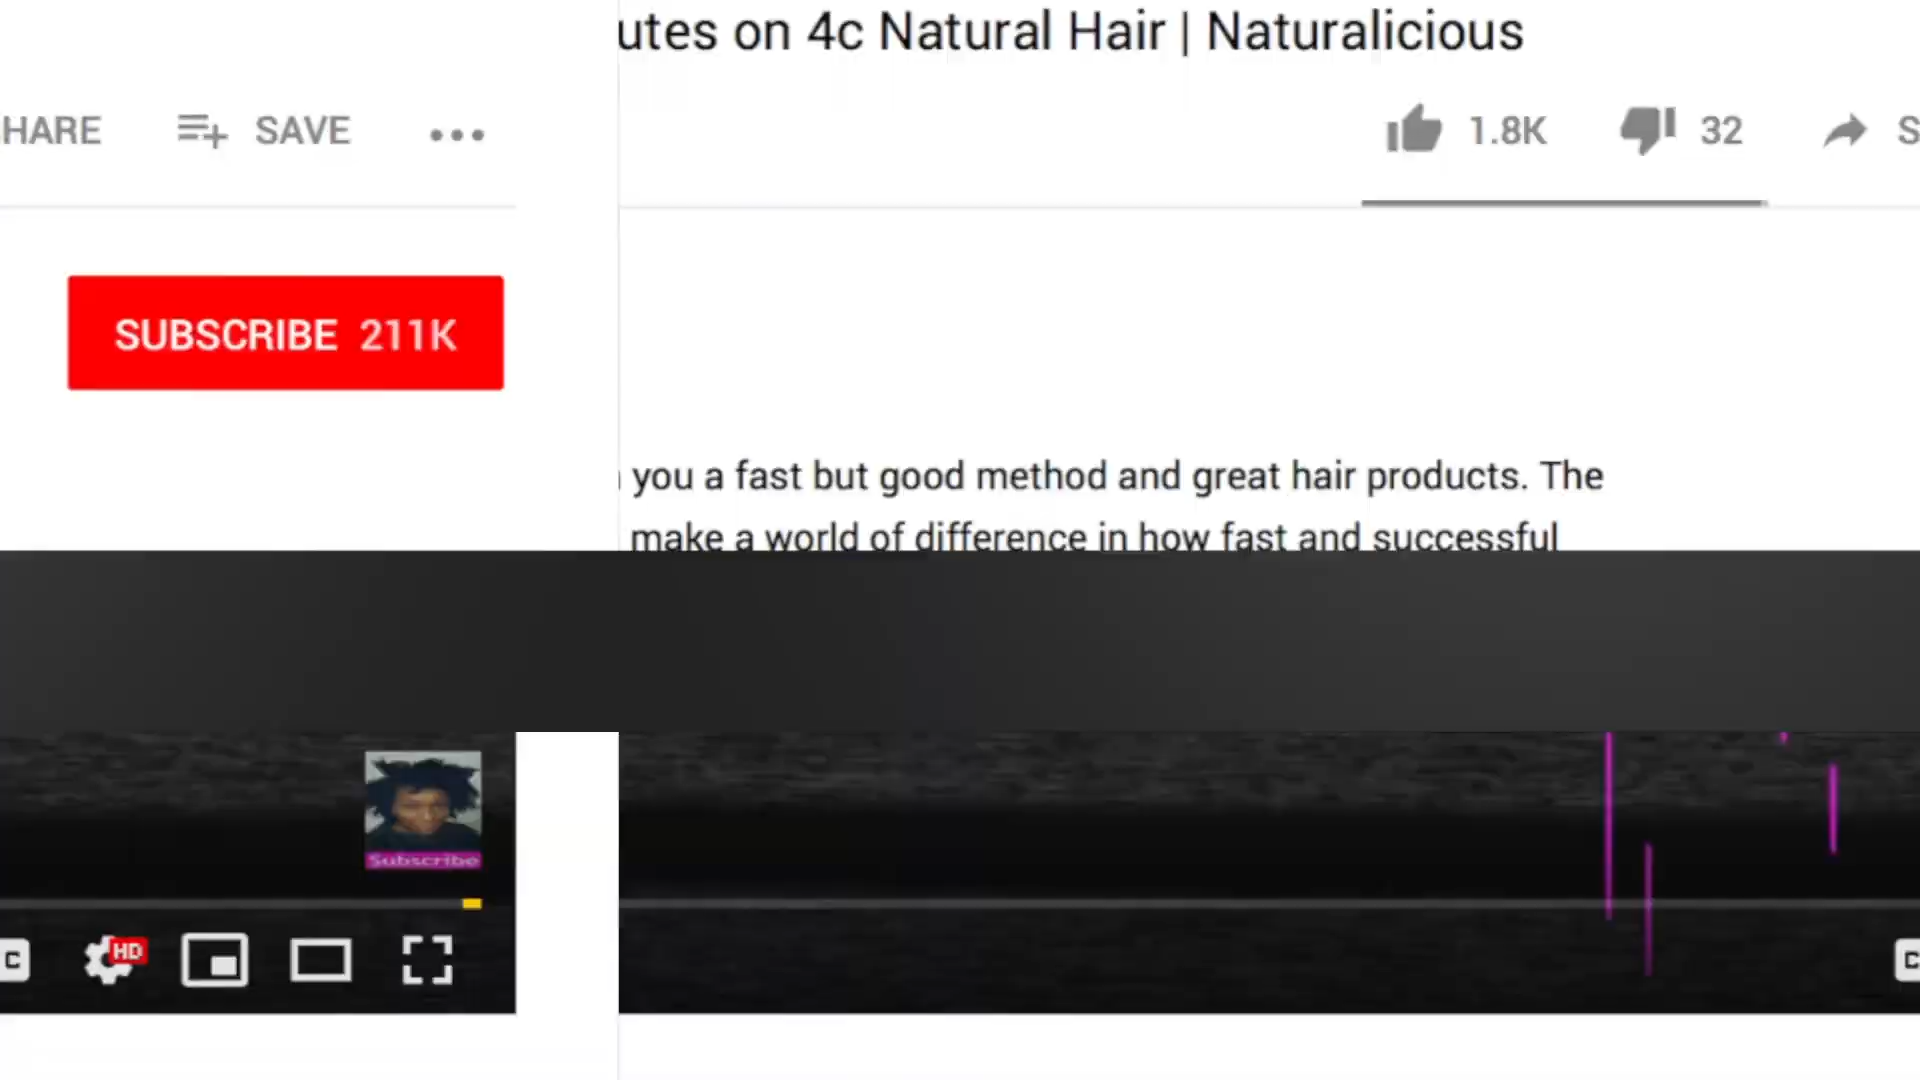 utes on 4c Natural Hair | Naturalicious
HARE SAVE
1.8K 32 S
SUBSCRIBE 211K
you a fast but good method and great hair products. The
make a world of difference in how fast and successful
Subscribe
C HD
C